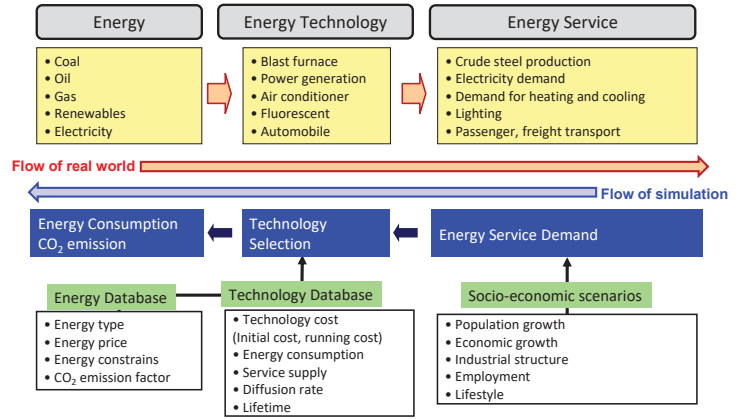 Energy
Energy Technology
Energy Service
• Coal
• Oil
• Gas
• Renewables
• Electricity
• Blast furnace
• Power generation
• Air conditioner
• Fluorescent
• Automobile
• Crude steel production
• Electricity demand
• Demand for heating and cooling
• Lighting
• Passenger, freight transport
Flow of real world
Flow of simulation
Energy Consumption
CO₂ emission
Technology
Selection
Energy Service Demand
Energy Database
Technology Database
Socio-economic scenarios
• Energy type
• Energy price
• Energy constrains
• CO₂ emission factor
• Technology cost
(Initial cost, running cost)
• Energy consumption
• Service supply
• Diffusion rate
• Lifetime
• Population growth
• Economic growth
• Industrial structure
• Employment
• Lifestyle